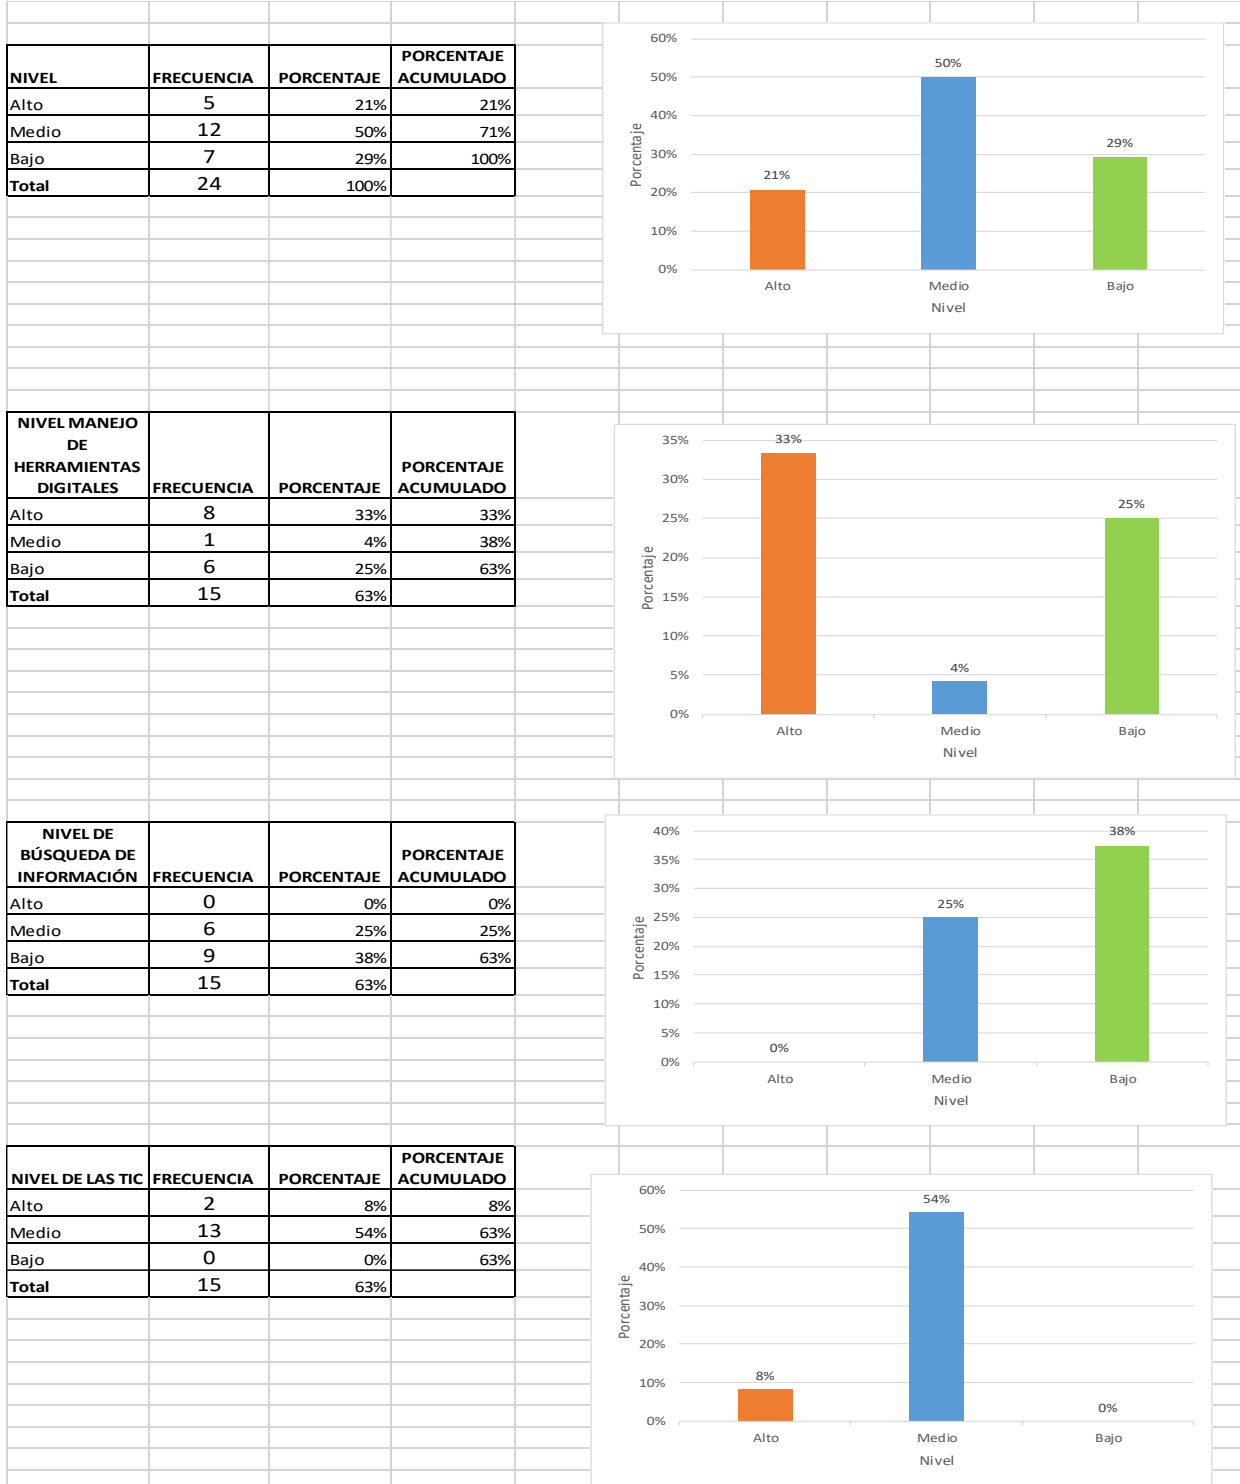 NIVEL FRECUENCIA PORCENTAJE PORCENTAJE ACUMULADO
Alto 5 21% 21%
Medio 12 50% 71%
Bajo 7 29% 100%
Total 24 100%
60%
50%
40%
30%
20%
10%
0%
Porcentaje
21%
50%
29%
Alto Medio Bajo
Nivel
NIVEL MANEJO
DE
HERRAMIENTAS
DIGITALES FRECUENCIA PORCENTAJE PORCENTAJE ACUMULADO
Alto 8 33% 33%
Medio 1 4% 38%
Bajo 6 25% 63%
Total 15 63%
35%
30%
25%
20%
15%
10%
5%
0%
Porcentaje
33%
4%
25%
Alto Medio Bajo
Nivel
NIVEL DE
BÚSQUEDA DE
INFORMACIÓN FRECUENCIA PORCENTAJE PORCENTAJE ACUMULADO
Alto 0 0% 0%
Medio 6 25% 25%
Bajo 9 38% 63%
Total 15 63%
40%
35%
30%
25%
20%
15%
10%
5%
0%
Porcentaje
0%
25%
38%
Alto Medio Bajo
Nivel
NIVEL DE LAS TIC FRECUENCIA PORCENTAJE PORCENTAJE ACUMULADO
Alto 2 8% 8%
Medio 13 54% 63%
Bajo 0 0% 63%
Total 15 63%
60%
50%
40%
30%
20%
10%
0%
Porcentaje
8%
54%
0%
Alto Medio Bajo
Nivel